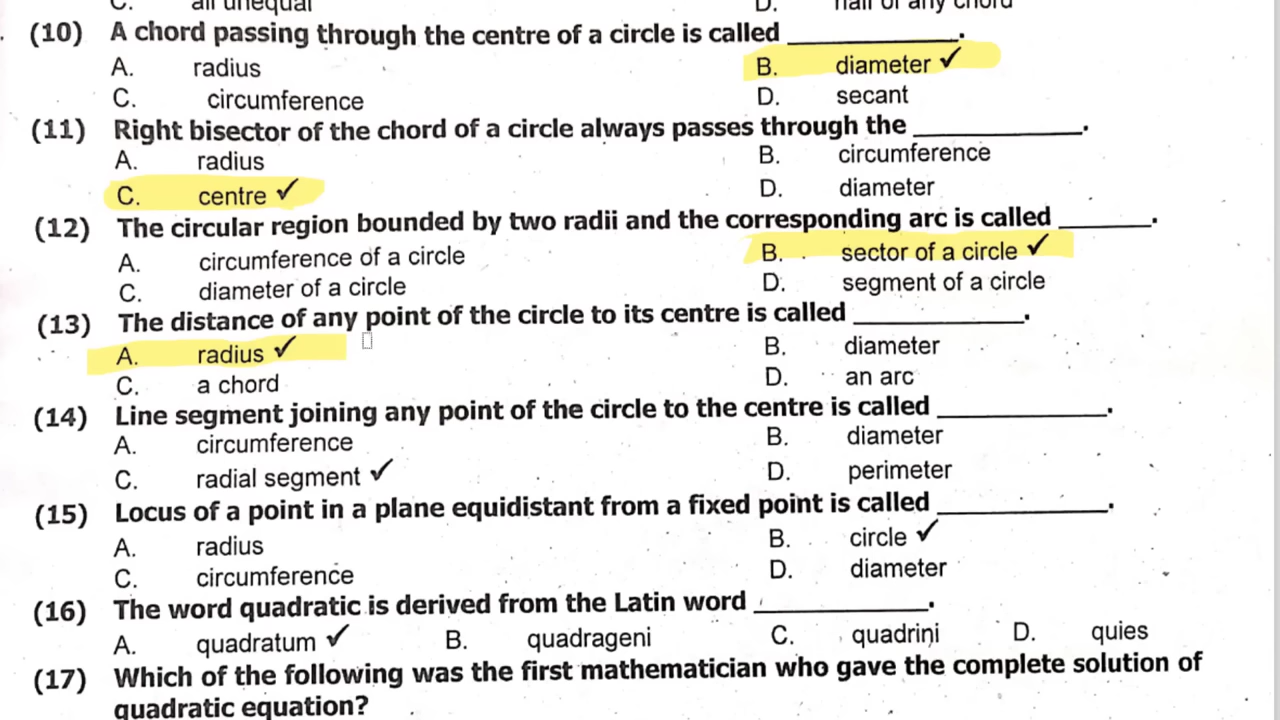 C. all unequal D. half of any chord
(10) A chord passing through the centre of a circle is called ____________.
A. radius B. diameter ✓
C. circumference D. secant
(11) Right bisector of the chord of a circle always passes through the ____________.
A. radius B. circumference
C. centre ✓ D. diameter
(12) The circular region bounded by two radii and the corresponding arc is called _______.
A. circumference of a circle B. sector of a circle ✓
C. diameter of a circle D. segment of a circle
(13) The distance of any point of the circle to its centre is called ____________.
A. radius ✓ B. diameter
C. a chord D. an arc
(14) Line segment joining any point of the circle to the centre is called ____________.
A. circumference B. diameter
C. radial segment ✓ D. perimeter
(15) Locus of a point in a plane equidistant from a fixed point is called ____________.
A. radius B. circle ✓
C. circumference D. diameter
(16) The word quadratic is derived from the Latin word ____________.
A. quadratum ✓ B. quadrageni C. quadrini D. quies
(17) Which of the following was the first mathematician who gave the complete solution of
quadratic equation?